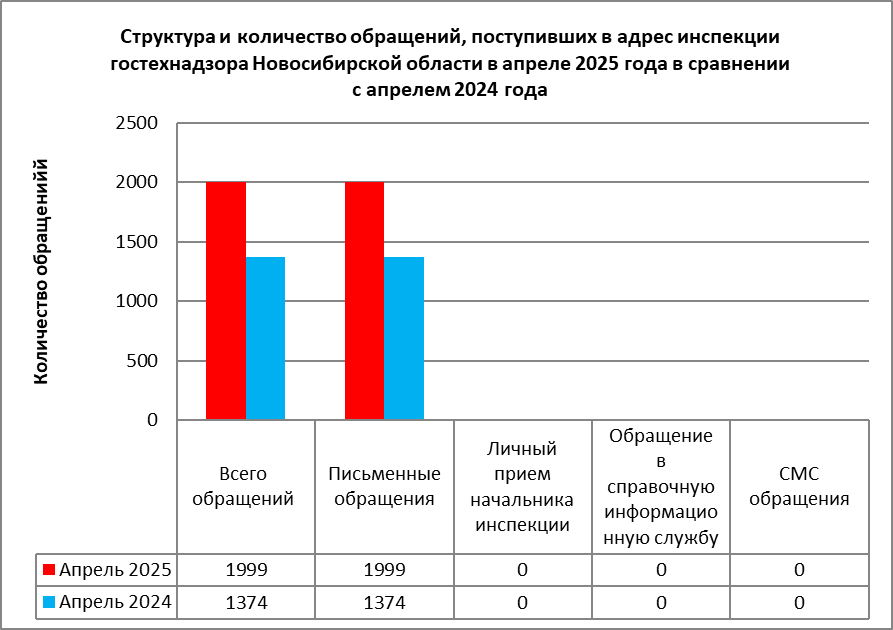 Структура и количество обращений, поступивших в адрес инспекции
гостехнадзора Новосибирской области в апреле 2025 года в сравнении
с апрелем 2024 года
Количество обращенийй
2500
2000
1500
1000
500
0
Всего
обращений
Письменные
обращения
Личный
прием
начальника
инспекции
Обращение
в
справочную
информацио
нную службу
СМС
обращения
Апрель 2025 1999 1999 0 0 0
Апрель 2024 1374 1374 0 0 0